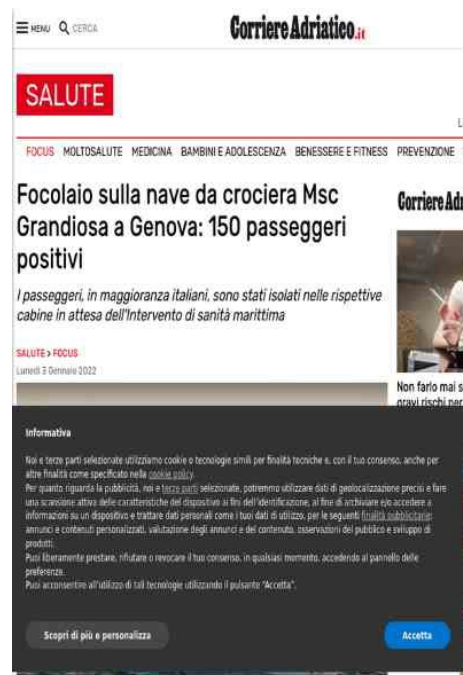 MENU CERCA Corriere Adriatico.it
SALUTE
L
FOCUS MOLTOSALUTE MEDICINA BAMBINI E ADOLESCENZA BENESSERE E FITNESS PREVENZIONE
Focolaio sulla nave da crociera Msc
Grandiosa a Genova: 150 passeggeri
positivi
I passeggeri, in maggioranza italiani, sono stati isolati nelle rispettive
cabine in attesa dell'Intervento di sanità marittima
SALUTE > FOCUS
Lunedì 3 Gennaio 2022
Corriere Adr
Non farlo mai s
gravi rischi per
Informativa
Noi e terze parti selezionate utilizziamo cookie o tecnologie simili per finalità tecniche e, con il tuo consenso, anche per
altre finalità come specificato nella cookie policy.
Per quanto riguarda la pubblicità, noi e terze parti selezionate, potremmo utilizzare dati di geolocalizzazione precisi e fare
una scansione attiva delle caratteristiche del dispositivo ai fini dell'identificazione, al fine di archiviare e/o accedere a
informazioni su un dispositivo e trattare dati personali come i tuoi dati di utilizzo, per le seguenti finalità pubblicitarie:
annunci e contenuti personalizzati, valutazione degli annunci e del contenuto, osservazioni del pubblico e sviluppo di
prodotti.
Puoi liberamente prestare, rifiutare o revocare il tuo consenso, in qualsiasi momento, accedendo al pannello delle
preferenze.
Puoi acconsentire all'utilizzo di tali tecnologie utilizzando il pulsante "Accetta".
Scopri di più e personalizza
Accetta